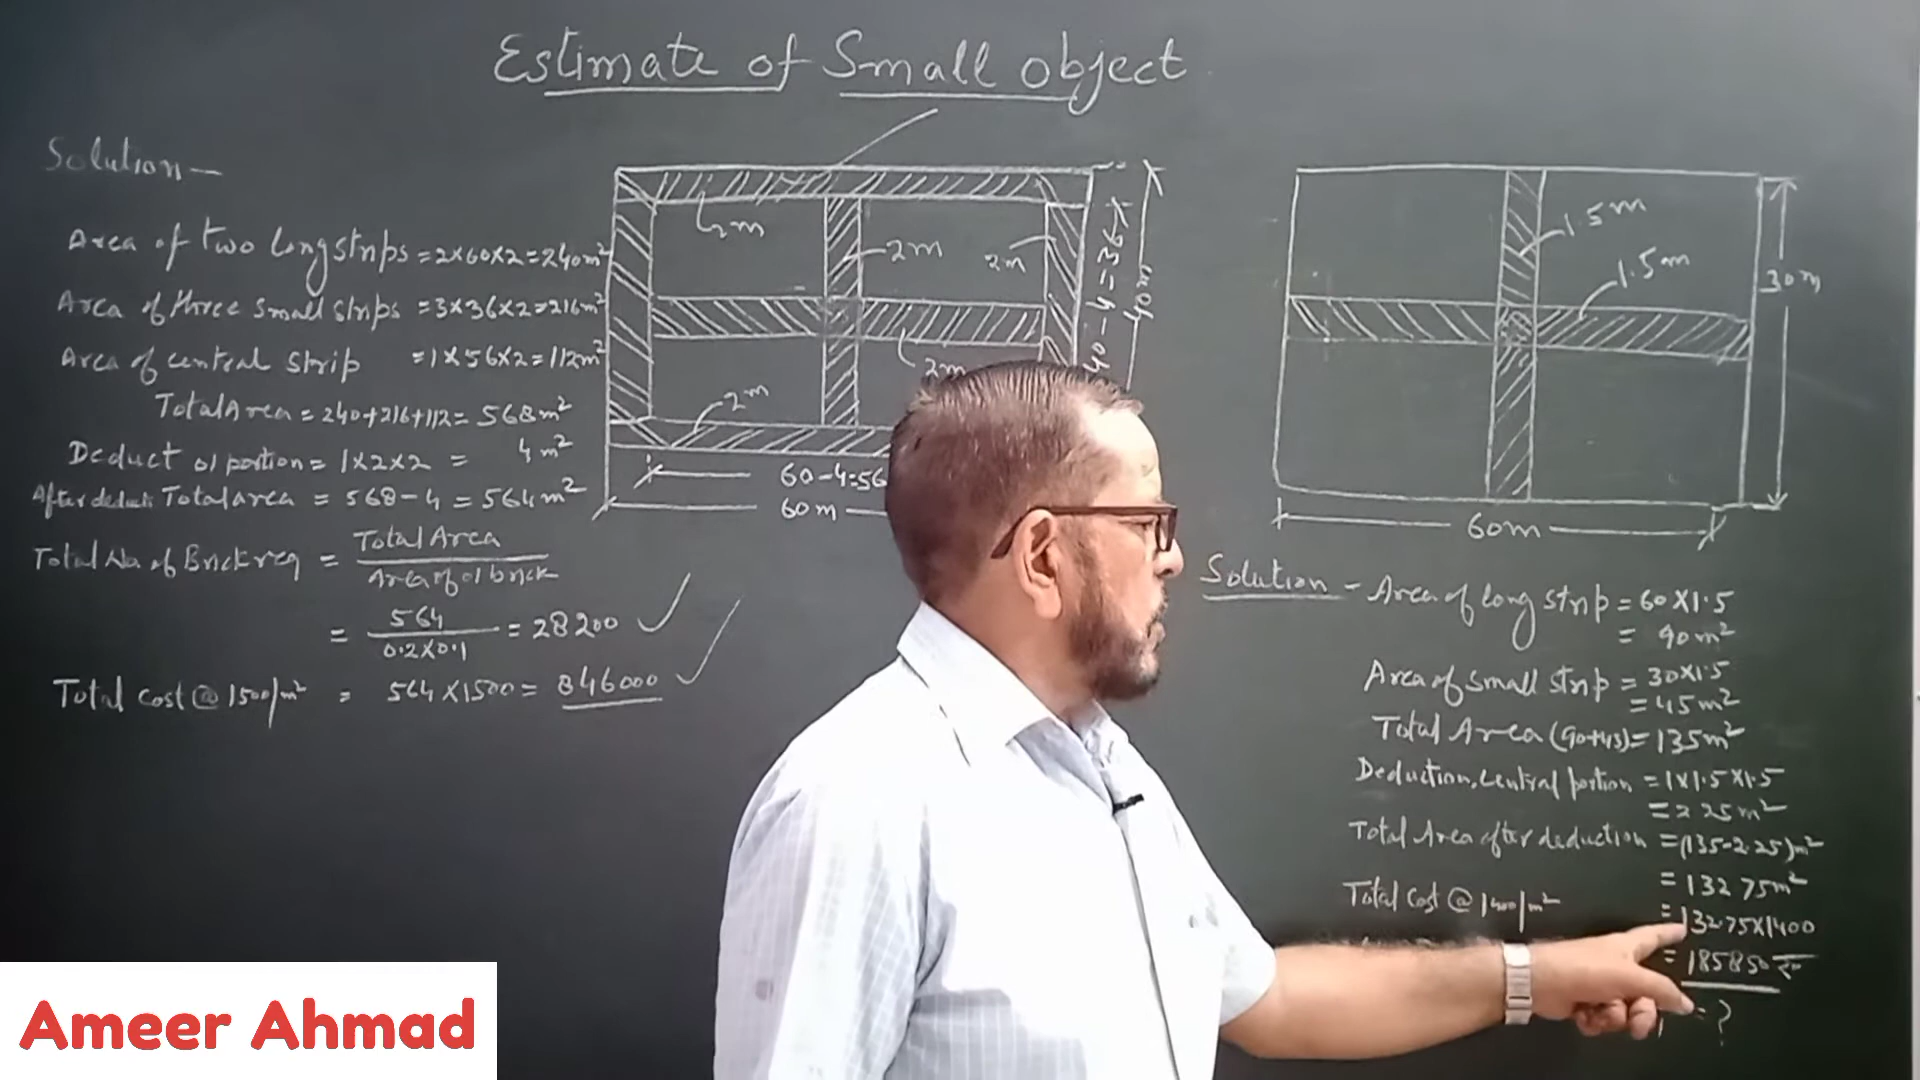 Estimate of Small object
Solution—
Area of two long strips = 2×60×2=240m²
Area of three small strips = 3×36×2=216m²
Area of central strip = 1×56×2=112m²
Total Area = 240+216+112= 568m²
Deduct 01 portion = 1×2×2 = 4m²
After deduct: Total area = 568-4 = 564m²
Total No. of Brick req = Total Area
Area of 01 brick
= 564
0.2×0.1 = 28200
Total Cost @ 1500/m² = 564×1500= 846000
2m
2m
2m
2m
2m
40-4=36
40m
60-4=56
60m
1.5m
1.5m
30m
60m
Solution - Area of long strip = 60×1.5
= 90m²
Area of small strip = 30×1.5
= 45m²
Total Area (90+45)= 135m²
Deduction, central portion = 1×1.5×1.5
= 2.25m²
Total Area after deduction = (135-2.25)m²
= 132.75m²
Total Cost @ 1400/m² = 132.75×1400
= 185850
= ?
Ameer Ahmad